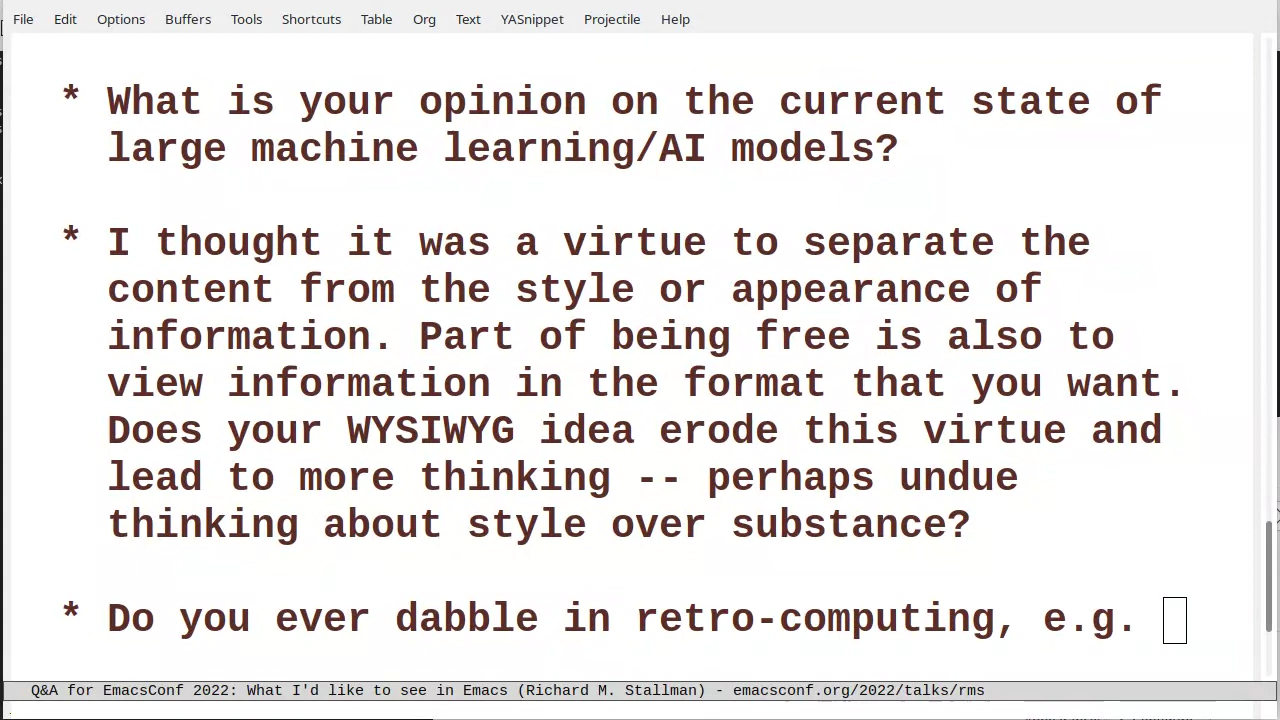 File Edit Options Buffers Tools Shortcuts Table Org Text YASnippet Projectile Help
* What is your opinion on the current state of
large machine learning/AI models?
* I thought it was a virtue to separate the
content from the style or appearance of
information. Part of being free is also to
view information in the format that you want.
Does your WYSIWYG idea erode this virtue and
lead to more thinking -- perhaps undue
thinking about style over substance?
* Do you ever dabble in retro-computing, e.g.
Q&A for EmacsConf 2022: What I'd like to see in Emacs (Richard M. Stallman) - emacsconf.org/2022/talks/rms